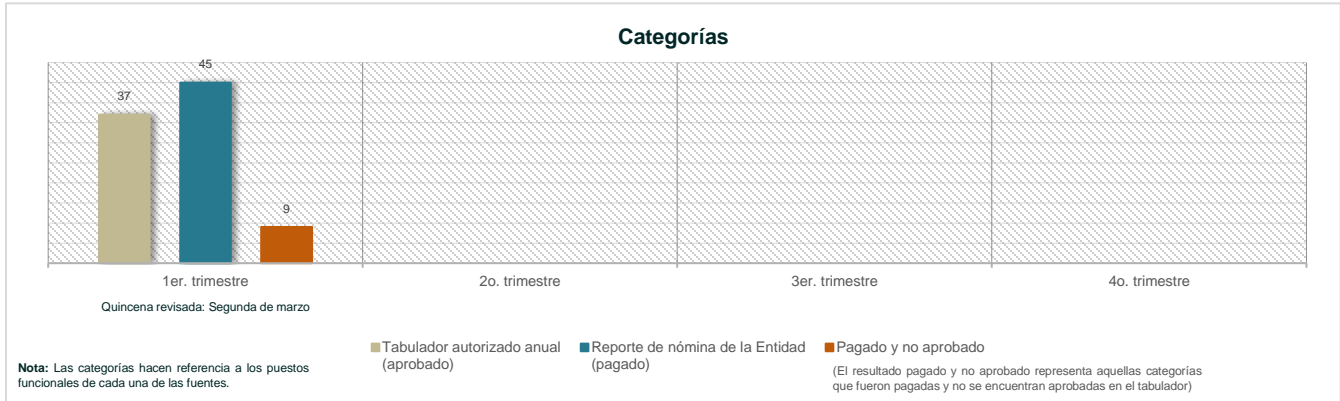 Categorías
45
37
9
1er. trimestre
2o. trimestre
3er. trimestre
4o. trimestre
Quincena revisada: Segunda de marzo
Tabulador autorizado anual
(aprobado)
Reporte de nómina de la Entidad
(pagado)
Pagado y no aprobado
(El resultado pagado y no aprobado representa aquellas categorías
que fueron pagadas y no se encuentran aprobadas en el tabulador)
Nota: Las categorías hacen referencia a los puestos
funcionales de cada una de las fuentes.